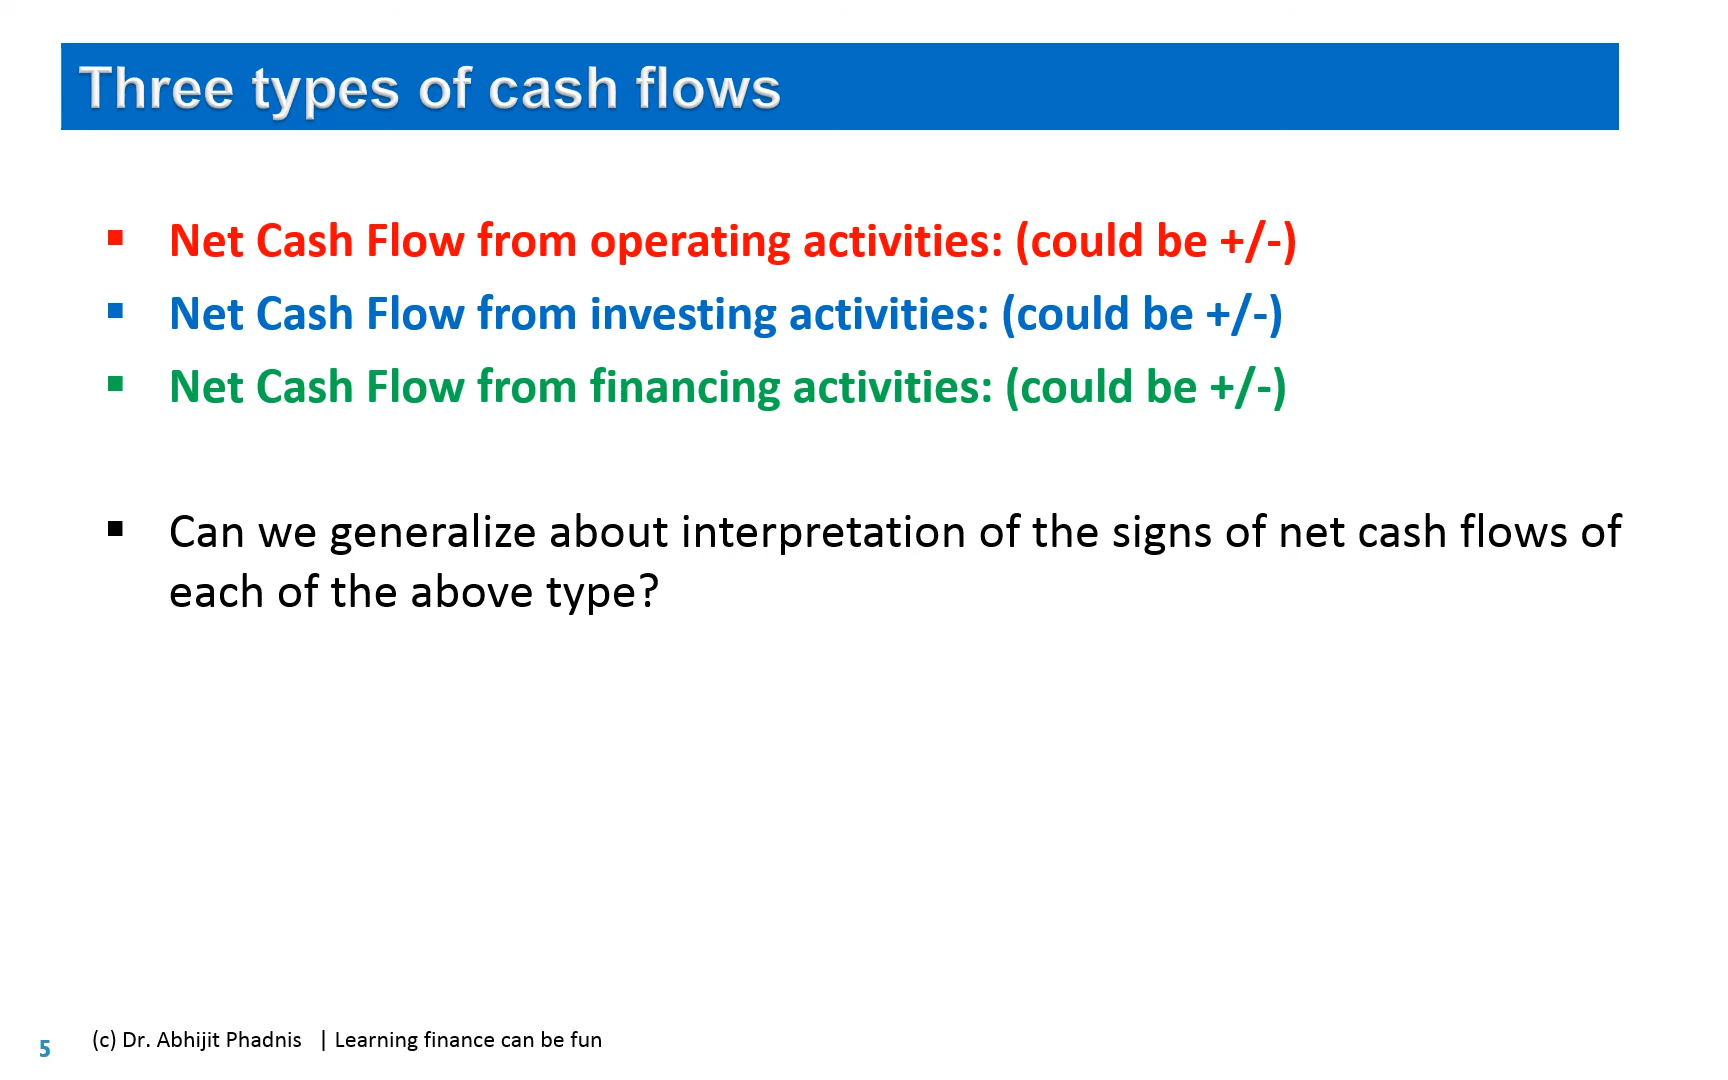 Three types of cash flows
▪ Net Cash Flow from operating activities: (could be +/-)
▪ Net Cash Flow from investing activities: (could be +/-)
▪ Net Cash Flow from financing activities: (could be +/-)
▪ Can we generalize about interpretation of the signs of net cash flows of
each of the above type?
5 (c) Dr. Abhijit Phadnis | Learning finance can be fun